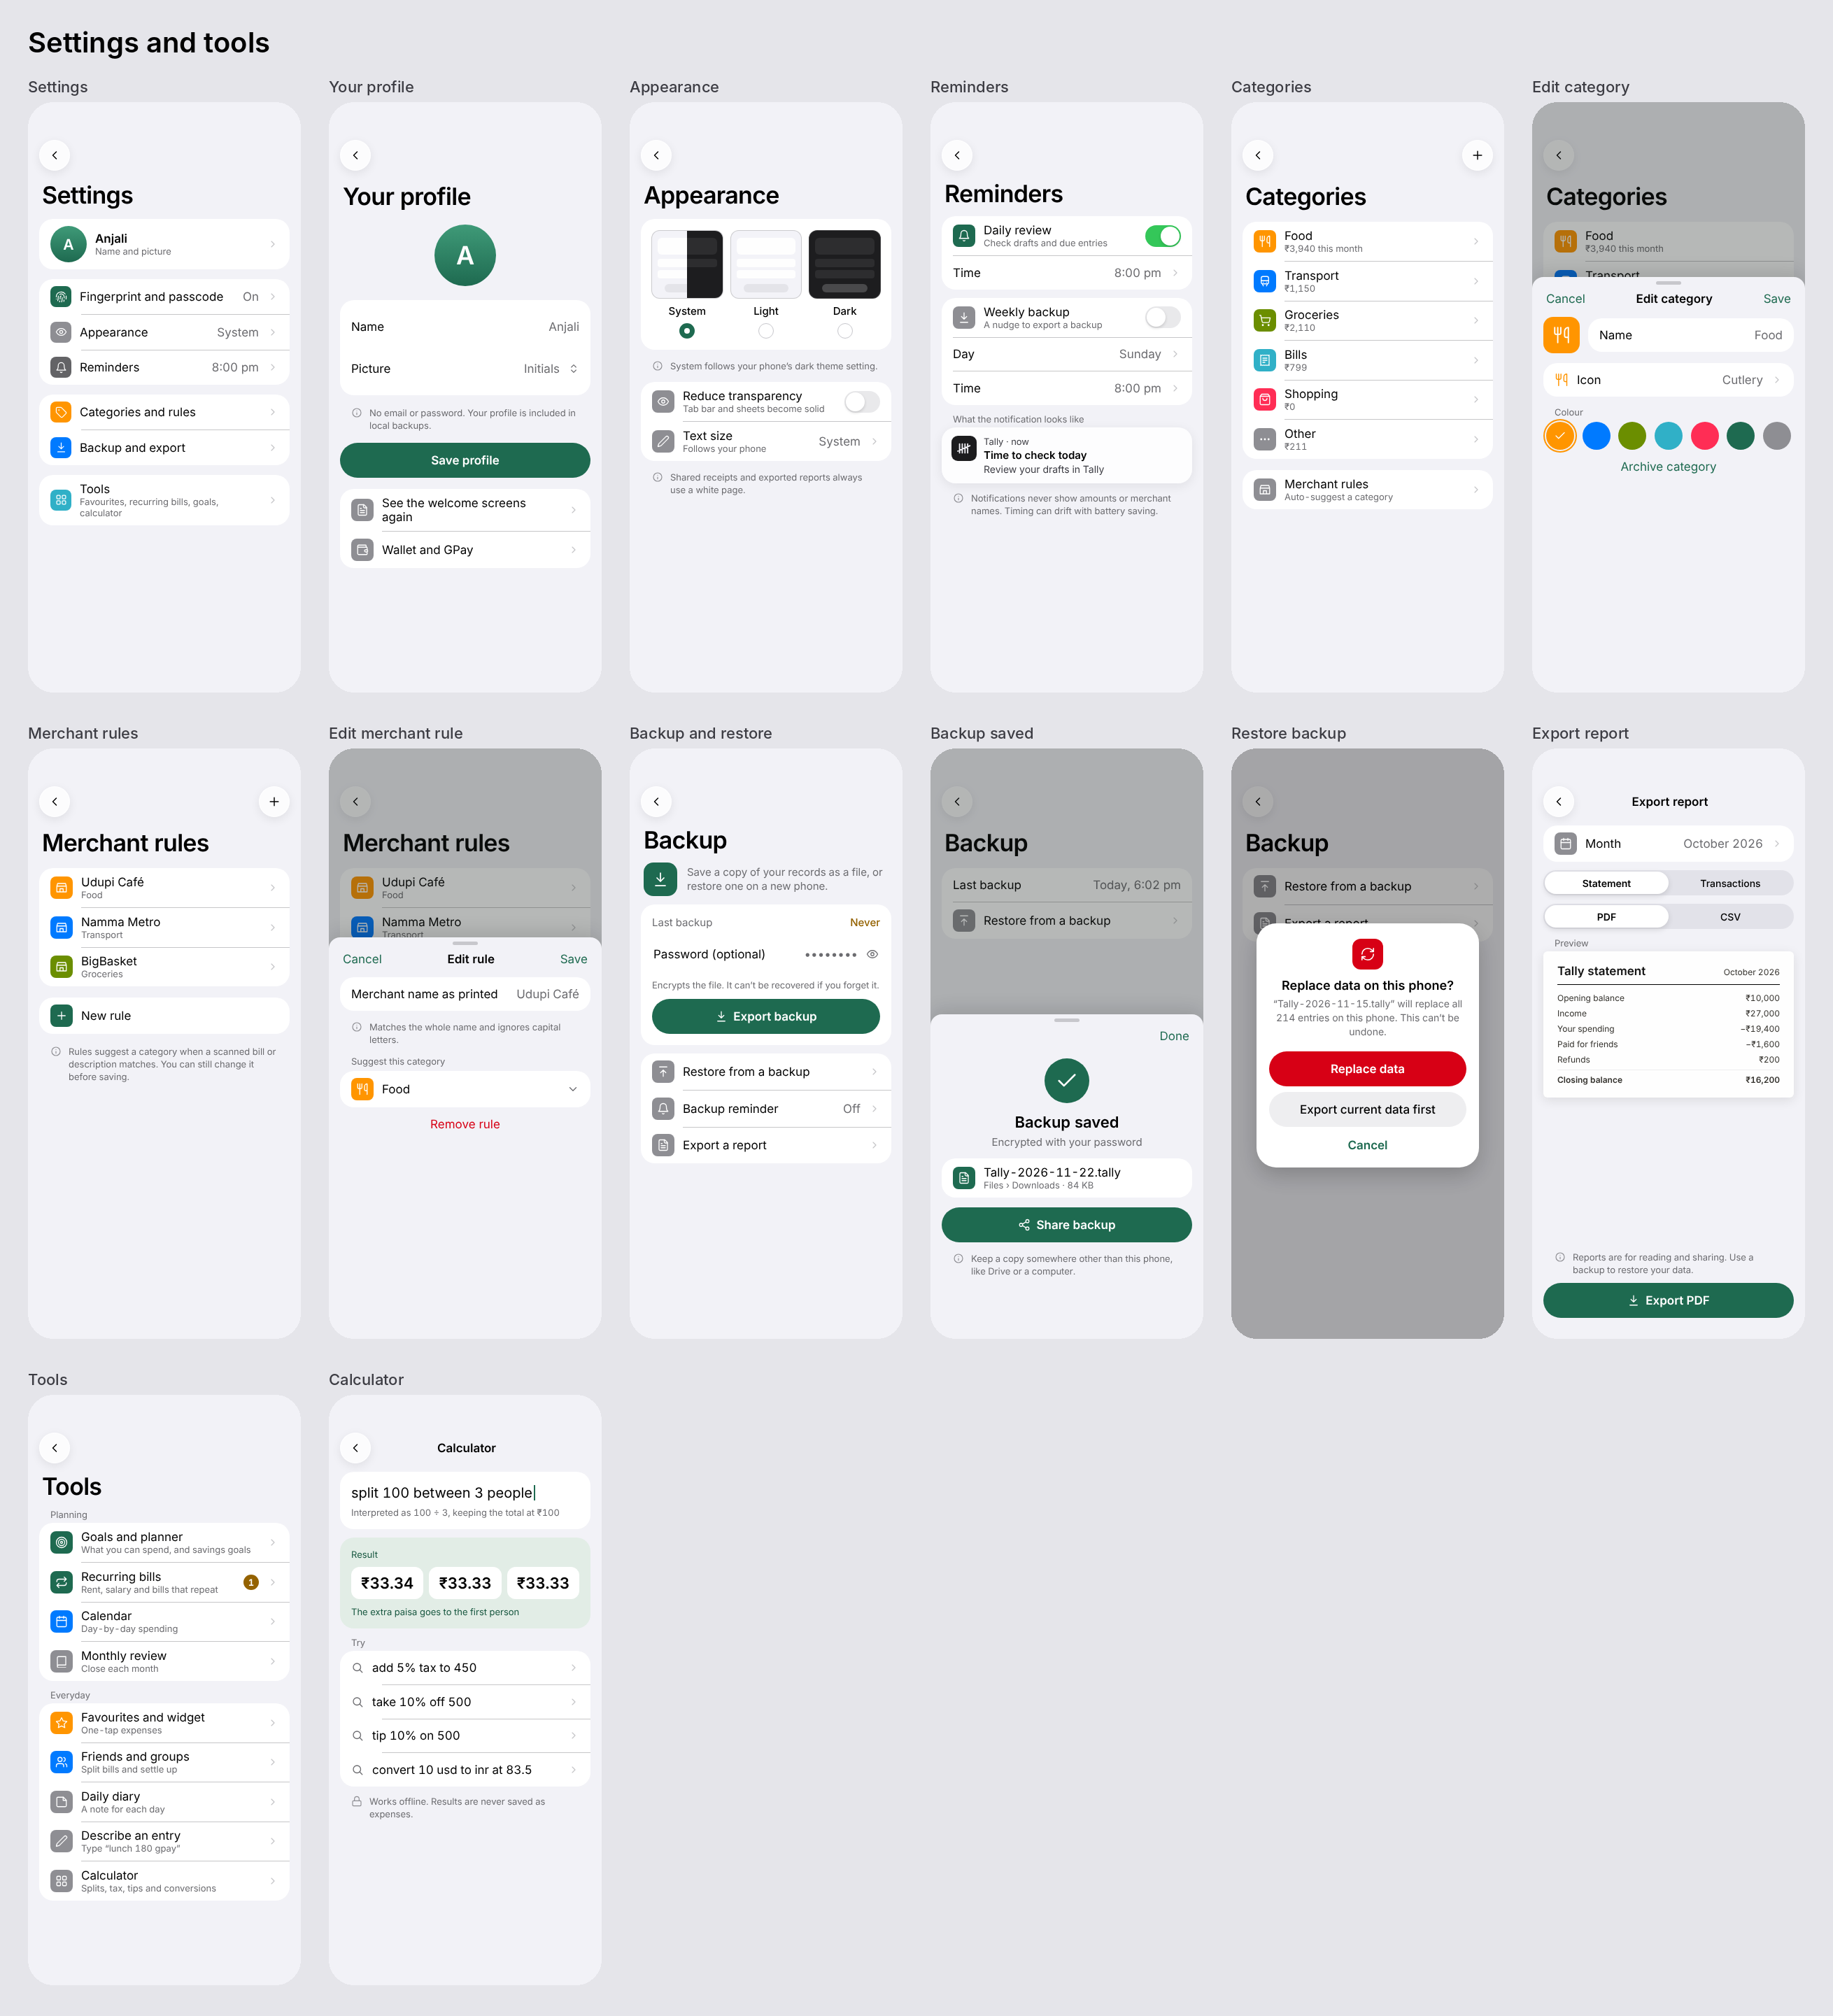 Settings and tools
Settings
Settings
A
Anjali
Name and picture
Fingerprint and passcode On
Appearance System
Reminders 8:00 pm
Categories and rules
Backup and export
Tools
Favourites, recurring bills, goals,
calculator
Your profile
Your profile
A
Name Anjali
Picture Initials
No email or password. Your profile is included in
local backups.
Save profile
See the welcome screens
again
Wallet and GPay
Appearance
Appearance
System Light Dark
System follows your phone's dark theme setting.
Reduce transparency
Tab bar and sheets become solid
Text size
Follows your phone
System
Shared receipts and exported reports always
use a white page.
Reminders
Reminders
Daily review
Check drafts and due entries
Time 8:00 pm
Weekly backup
A nudge to export a backup
Day Sunday
Time 8:00 pm
What the notification looks like
Tally · now
Time to check today
Review your drafts in Tally
Notifications never show amounts or merchant
names. Timing can drift with battery saving.
Categories
Categories
Food
₹3,940 this month
Transport
₹1,150
Groceries
₹2,110
Bills
₹799
Shopping
₹0
Other
₹211
Merchant rules
Auto-suggest a category
Edit category
Categories
Food
₹3,940 this month
Transport
Cancel Edit category Save
Name Food
Icon Cutlery
Colour
Archive category
Merchant rules
Merchant rules
Udupi Café
Food
Namma Metro
Transport
BigBasket
Groceries
New rule
Rules suggest a category when a scanned bill or
description matches. You can still change it
before saving.
Edit merchant rule
Merchant rules
Udupi Café
Food
Namma Metro
Transport
Cancel Edit rule Save
Merchant name as printed Udupi Café
Matches the whole name and ignores capital
letters.
Suggest this category
Food
Remove rule
Backup and restore
Backup
Save a copy of your records as a file, or
restore one on a new phone.
Last backup Never
Password (optional) ••••••••
Encrypts the file. It can't be recovered if you forget it.
Export backup
Restore from a backup
Backup reminder Off
Export a report
Backup saved
Backup
Last backup Today, 6:02 pm
Restore from a backup
Done
Backup saved
Encrypted with your password
Tally-2026-11-22.tally
Files › Downloads · 84 KB
Share backup
Keep a copy somewhere other than this phone,
like Drive or a computer.
Restore backup
Backup
Restore from a backup
Export a report
Replace data on this phone?
“Tally-2026-11-15.tally” will replace all
214 entries on this phone. This can't be
undone.
Replace data
Export current data first
Cancel
Export report
Export report
Month October 2026
Statement Transactions
PDF CSV
Preview
Tally statement October 2026
Opening balance ₹10,000
Income ₹27,000
Your spending −₹19,400
Paid for friends −₹1,600
Refunds ₹200
Closing balance ₹16,200
Reports are for reading and sharing. Use a
backup to restore your data.
Export PDF
Tools
Tools
Planning
Goals and planner
What you can spend, and savings goals
Recurring bills
Rent, salary and bills that repeat
1
Calendar
Day-by-day spending
Monthly review
Close each month
Everyday
Favourites and widget
One-tap expenses
Friends and groups
Split bills and settle up
Daily diary
A note for each day
Describe an entry
Type “lunch 180 gpay”
Calculator
Splits, tax, tips and conversions
Calculator
Calculator
split 100 between 3 people
Interpreted as 100 ÷ 3, keeping the total at ₹100
Result
₹33.34 ₹33.33 ₹33.33
The extra paisa goes to the first person
Try
add 5% tax to 450
take 10% off 500
tip 10% on 500
convert 10 usd to inr at 83.5
Works offline. Results are never saved as
expenses.